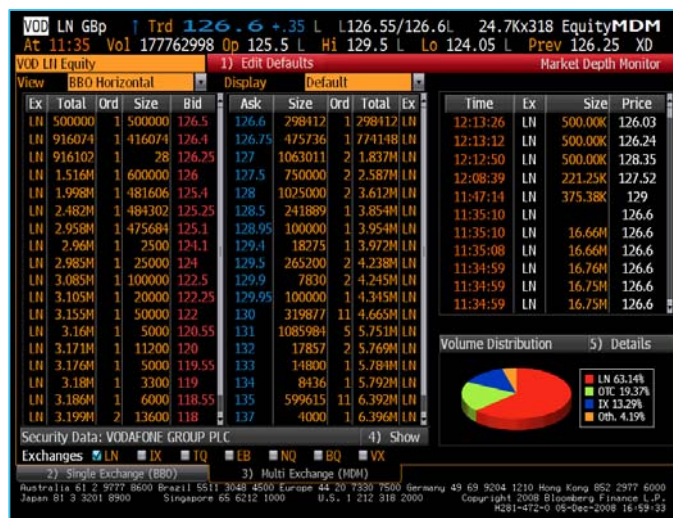 VOD LN GBp ↑ Trd 126.6 +.35 L L126.55/126.6L 24.7Kx318 Equity MDM
At 11:35 Vol 177762998 Op 125.5 L Hi 129.5 L Lo 124.05 L Prev 126.25 XD
VOD LN Equity 1) Edit Defaults Market Depth Monitor
View BBO Horizontal Display Default
Ex Total Ord Size Bid Ask Size Ord Total Ex Time Ex Size Price
LN 500000 1 500000 126.5 126.6 298412 1 298412 LN 12:13:26 LN 500.00K 126.03
LN 916074 1 416074 126.4 126.75 475736 1 774148 LN 12:13:12 LN 500.00K 126.24
LN 916102 1 28 126.25 127 1063011 2 1.837M LN 12:12:50 LN 500.00K 128.35
LN 1.516M 1 600000 126 127.5 750000 2 2.587M LN 12:08:39 LN 221.25K 127.52
LN 1.998M 1 481606 125.4 128 1025000 2 3.612M LN 11:47:14 LN 375.38K 129
LN 2.482M 1 484302 125.25 128.5 241889 1 3.854M LN 11:35:10 LN 126.6
LN 2.958M 1 475684 125.1 128.95 100000 1 3.954M LN 11:35:10 LN 16.66M 126.6
LN 2.96M 1 2500 124.1 129.4 18275 1 3.972M LN 11:35:08 LN 16.66M 126.6
LN 2.985M 1 25000 124 129.5 265200 2 4.238M LN 11:34:59 LN 16.76M 126.6
LN 3.085M 1 100000 122.5 129.9 7830 2 4.245M LN 11:34:59 LN 16.75M 126.6
LN 3.105M 1 20000 122.25 129.95 100000 1 4.345M LN 11:34:59 LN 16.75M 126.6
LN 3.155M 1 50000 122 130 319877 11 4.665M LN
LN 3.16M 1 5000 120.55 131 1085984 5 5.751M LN
LN 3.171M 1 11200 120 132 17857 2 5.769M LN Volume Distribution 5) Details
LN 3.176M 1 5000 119.55 133 14800 1 5.784M LN
LN 3.18M 1 3300 119 134 8436 1 5.792M LN LN 63.14%
LN 3.186M 1 6000 118.55 135 599615 11 6.392M LN OTC 19.37%
LN 3.199M 2 13600 118 137 4000 1 6.396M LN IX 13.29%
Oth. 4.19%
Security Data: VODAFONE GROUP PLC 4) Show
Exchanges LN IX TQ EB NQ BQ VX
2) Single Exchange (BBO) 3) Multi Exchange (MDM)
Australia 61 2 9777 8600 Brazil 5511 3048 4500 Europe 44 20 7330 7500 Germany 49 69 9204 1210 Hong Kong 852 2977 6000
Japan 81 3 3201 8900 Singapore 65 6212 1000 U.S. 1 212 318 2000 Copyright 2008 Bloomberg Finance L.P.
H281-472-0 05-Dec-2008 16:59:33